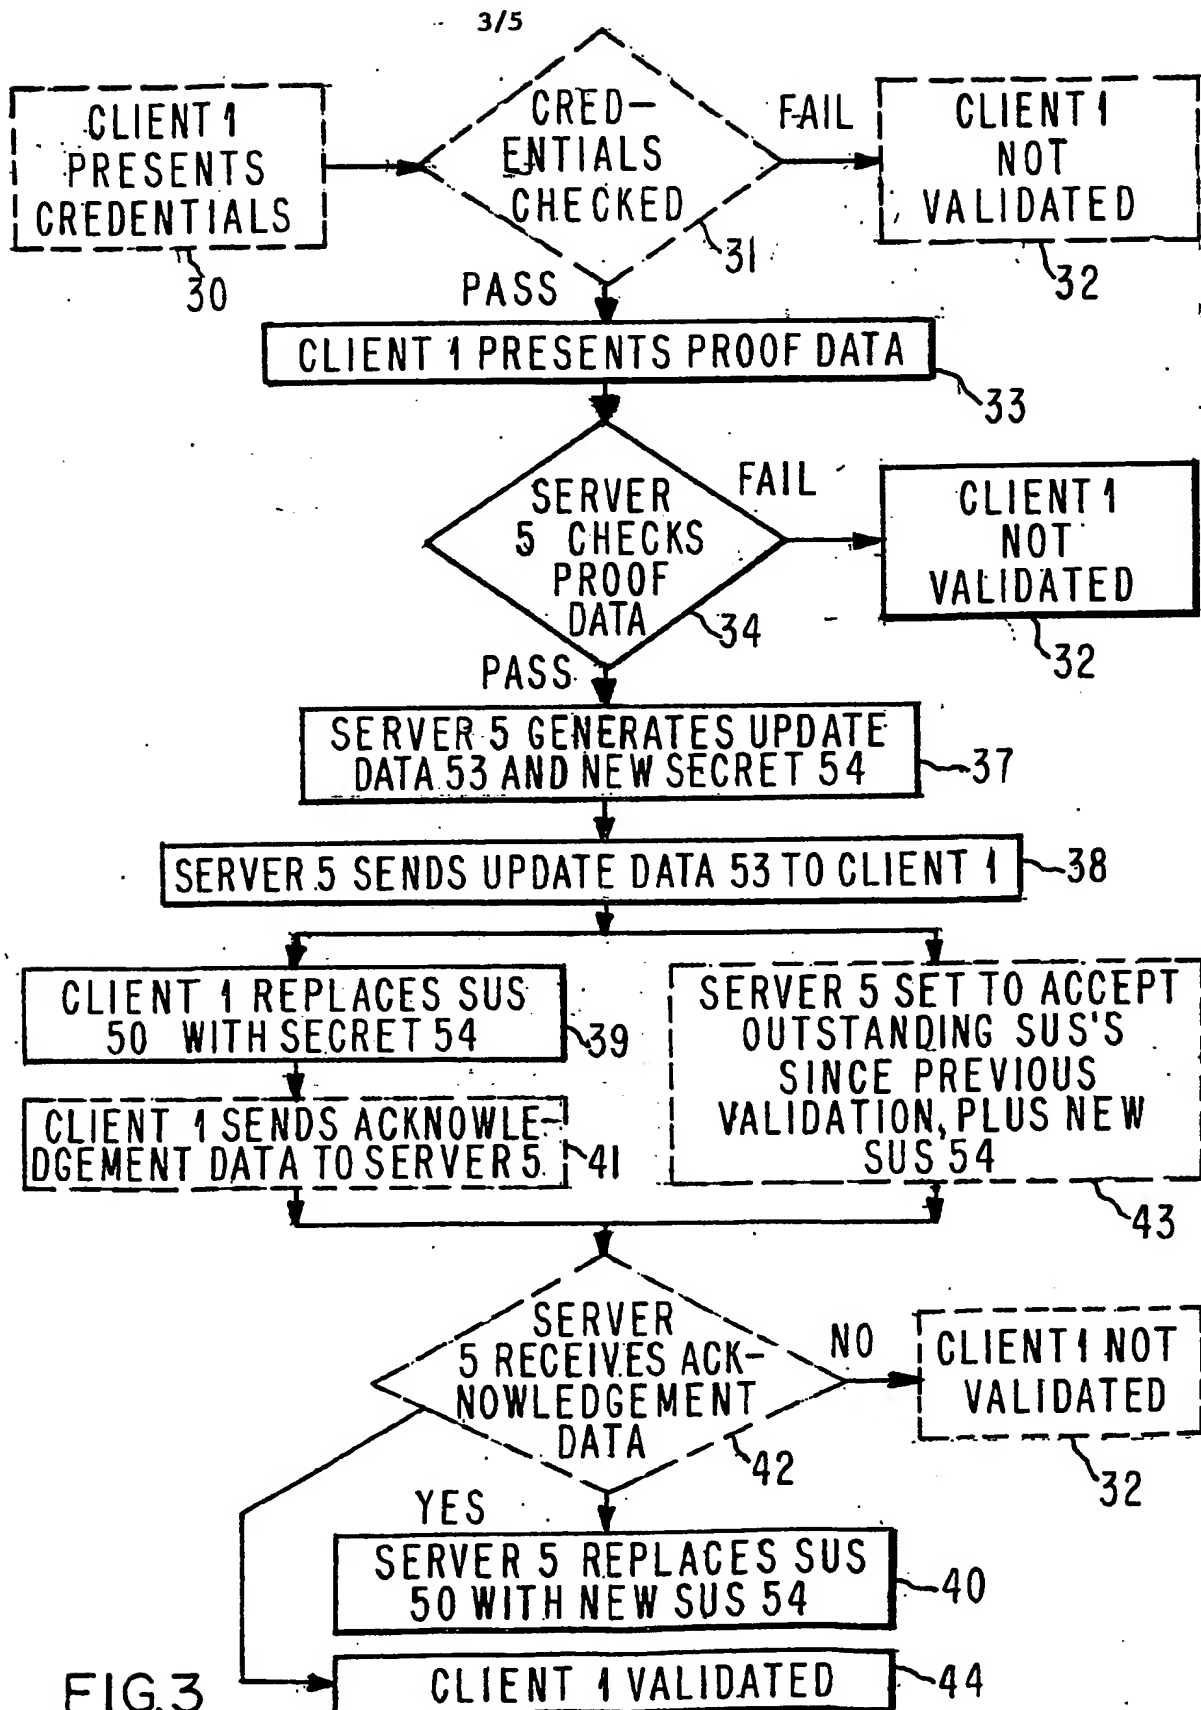 3/5
CLIENT 1
PRESENTS
CREDENTIALS
30
CRED-
ENTIALS
CHECKED
31
FAIL
CLIENT 1
NOT
VALIDATED
32
PASS
CLIENT 1 PRESENTS PROOF DATA
33
SERVER
5 CHECKS
PROOF
DATA
34
FAIL
CLIENT 1
NOT
VALIDATED
32
PASS
SERVER 5 GENERATES UPDATE
DATA 53 AND NEW SECRET 54
37
SERVER 5 SENDS UPDATE DATA 53 TO CLIENT 1
38
CLIENT 1 REPLACES SUS
50 WITH SECRET 54
39
CLIENT 1 SENDS ACKNOWLE-
DGEMENT DATA TO SERVER 5
41
SERVER 5 SET TO ACCEPT
OUTSTANDING SUS'S
SINCE PREVIOUS
VALIDATION, PLUS NEW
SUS 54
43
SERVER
5 RECEIVES ACK-
NOWLEDGEMENT
DATA
42
NO
CLIENT 1 NOT
VALIDATED
32
YES
SERVER 5 REPLACES SUS
50 WITH NEW SUS 54
40
CLIENT 1 VALIDATED
44
FIG.3